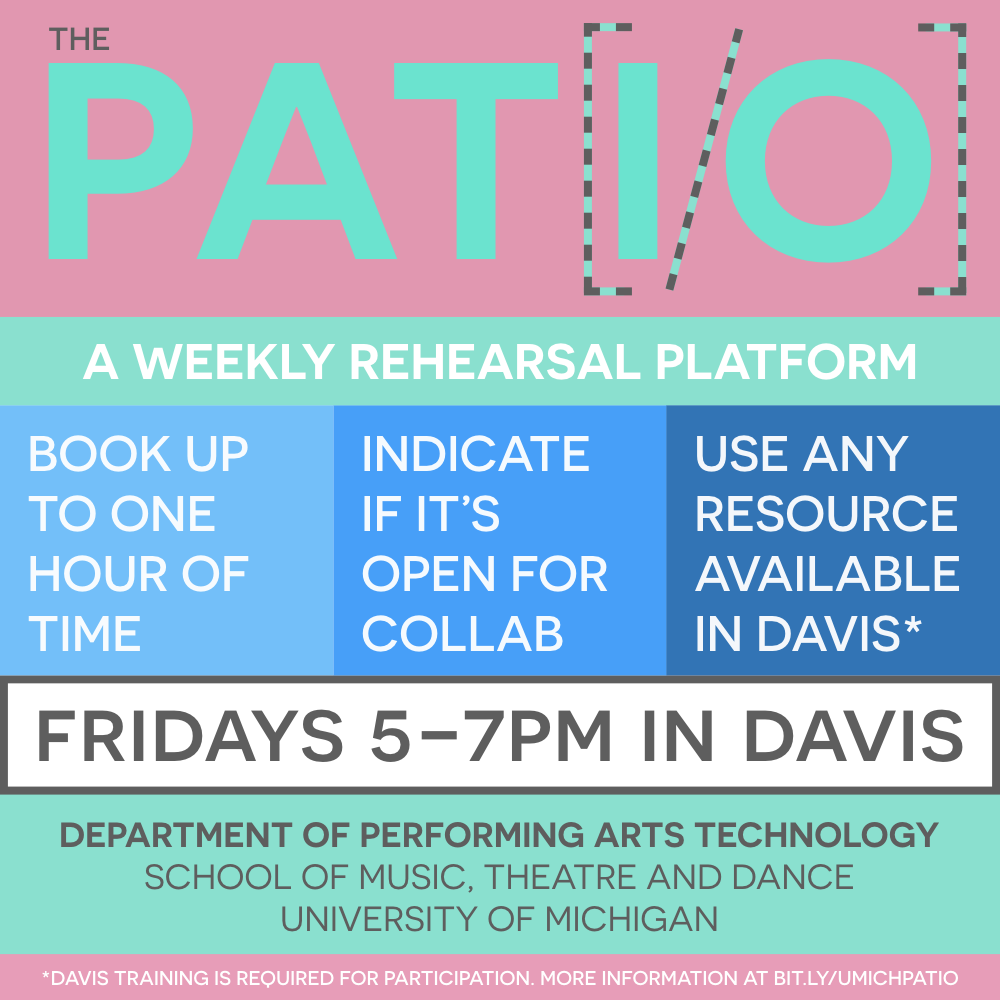 THE
PAT[I/O]
A WEEKLY REHEARSAL PLATFORM
BOOK UP
TO ONE
HOUR OF
TIME
INDICATE
IF IT'S
OPEN FOR
COLLAB
USE ANY
RESOURCE
AVAILABLE
IN DAVIS*
FRIDAYS 5–7PM IN DAVIS
DEPARTMENT OF PERFORMING ARTS TECHNOLOGY
SCHOOL OF MUSIC, THEATRE AND DANCE
UNIVERSITY OF MICHIGAN
*DAVIS TRAINING IS REQUIRED FOR PARTICIPATION. MORE INFORMATION AT BIT.LY/UMICHPATIO